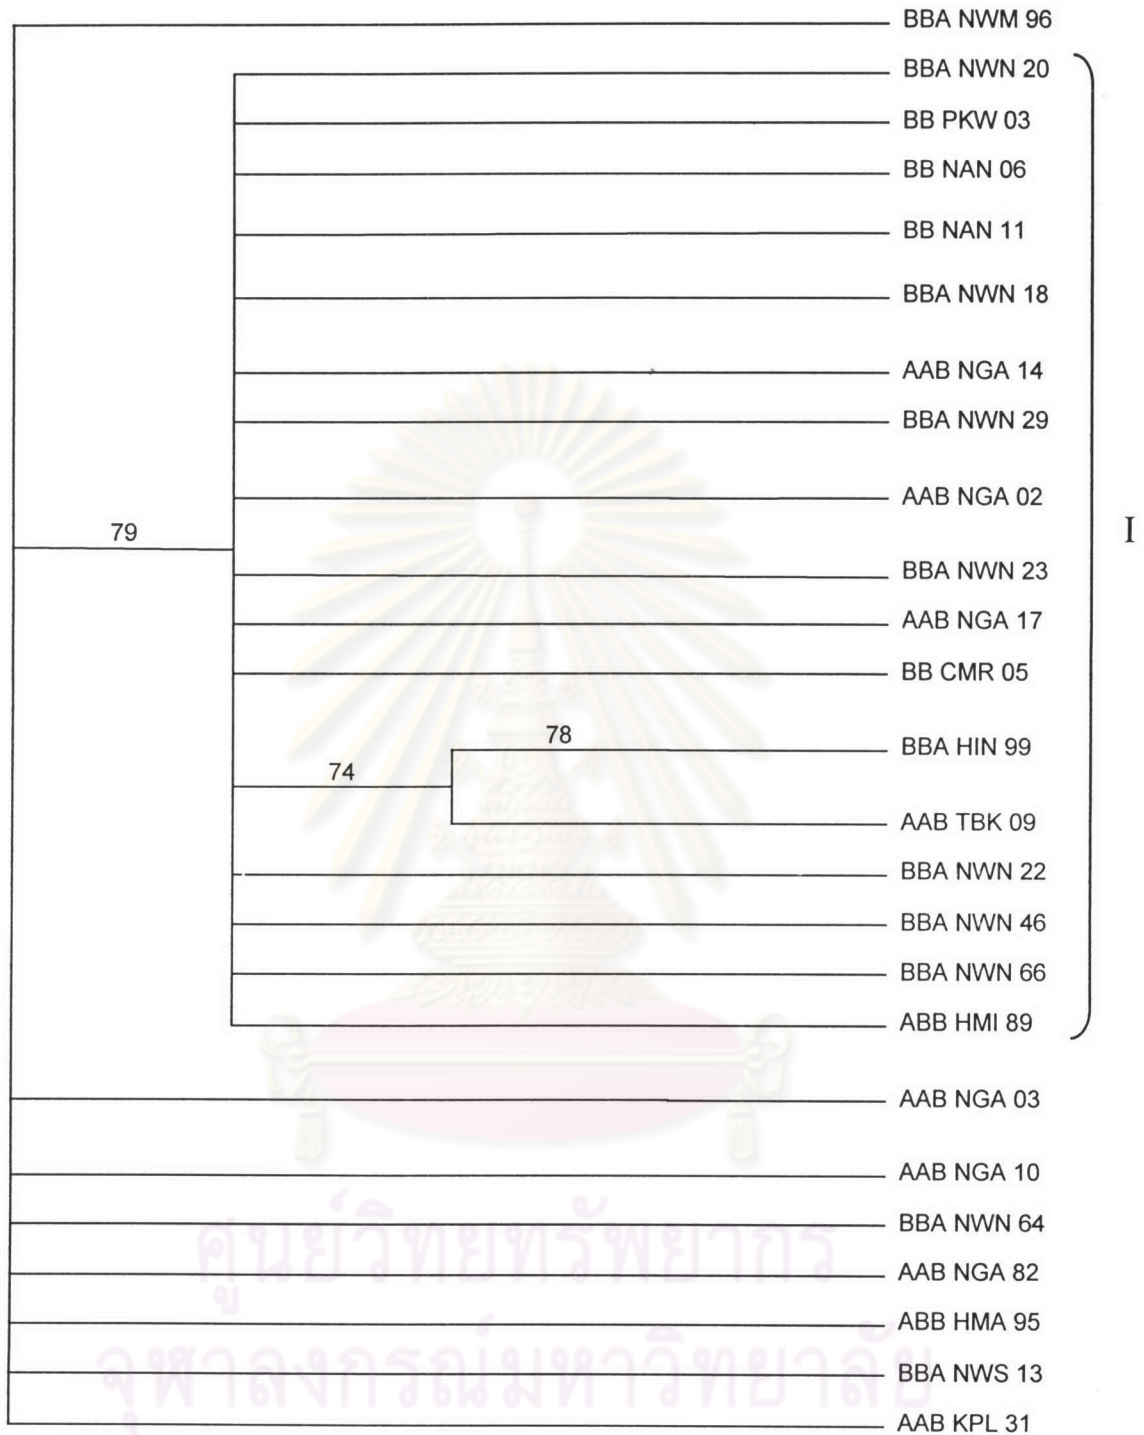 BBA NWM 96
BBA NWN 20
BB PKW 03
BB NAN 06
BB NAN 11
BBA NWN 18
AAB NGA 14
BBA NWN 29
AAB NGA 02
I
79
BBA NWN 23
AAB NGA 17
BB CMR 05
78
BBA HIN 99
74
AAB TBK 09
BBA NWN 22
BBA NWN 46
BBA NWN 66
ABB HMI 89
AAB NGA 03
AAB NGA 10
BBA NWN 64
AAB NGA 82
ABB HMA 95
BBA NWS 13
AAB KPL 31
ศูนย์วิทยทรัพยากร
จุฬาลงกรณ์มหาวิทยาลัย